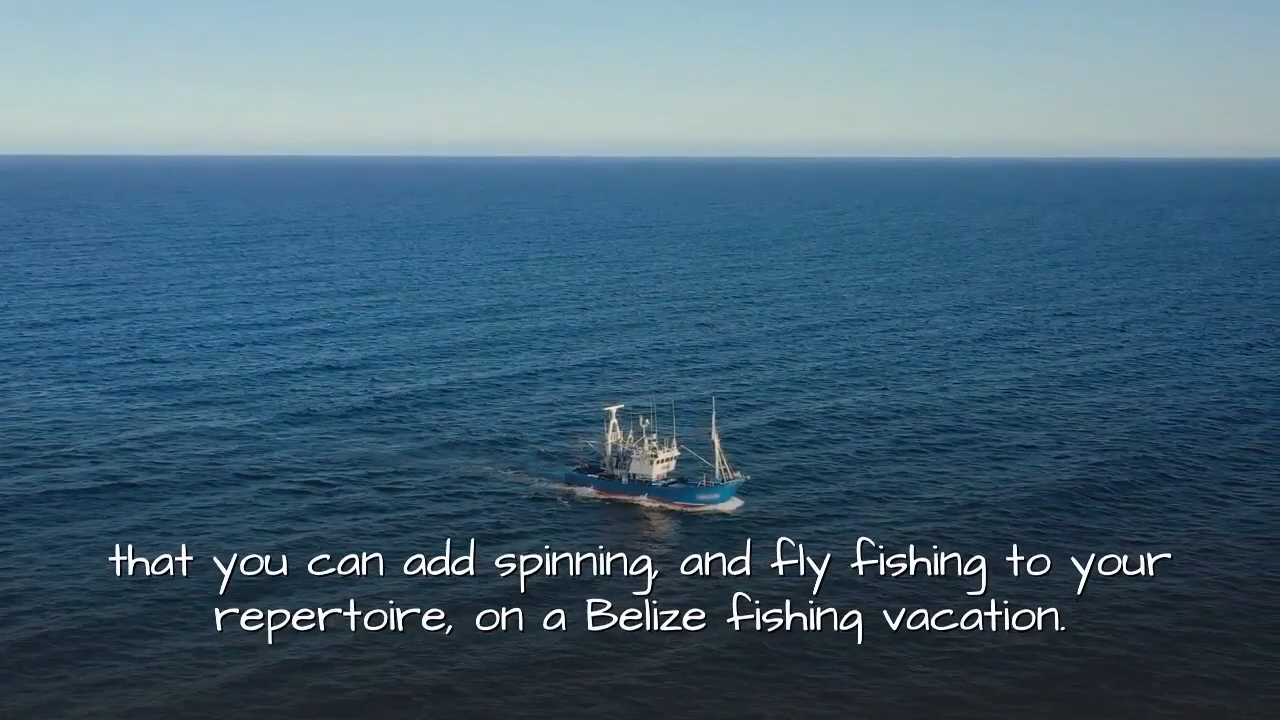 that you can add spinning, and fly fishing to your
repertoire, on a Belize fishing vacation.